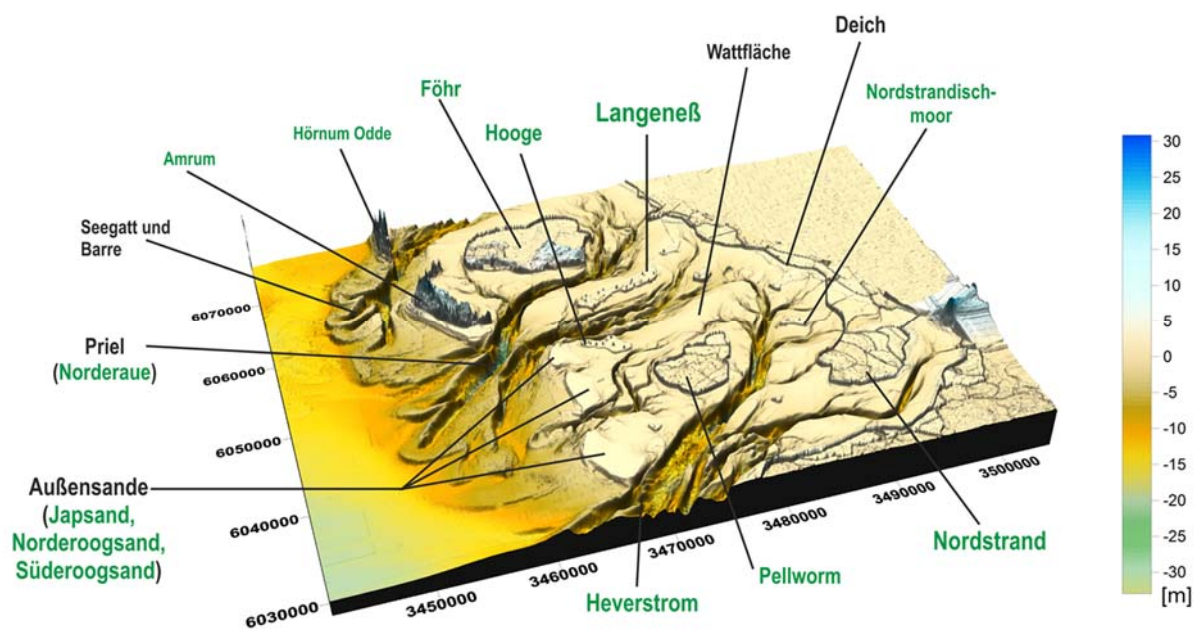 Deich
Wattfläche
Föhr
Nordstrandisch-
moor
Langeneß
Hooge
Hörnum Odde
Amrum
Seegatt und
Barre
Priel
(Norderaue)
Außensande
(Japsand,
Norderoogsand,
Süderoogsand)
Heverstrom
Pellworm
Nordstrand
6070000
6060000
6050000
6040000
6030000
3450000
3460000
3470000
3480000
3490000
3500000
30
25
20
15
10
5
0
-5
-10
-15
-20
-25
-30
[m]